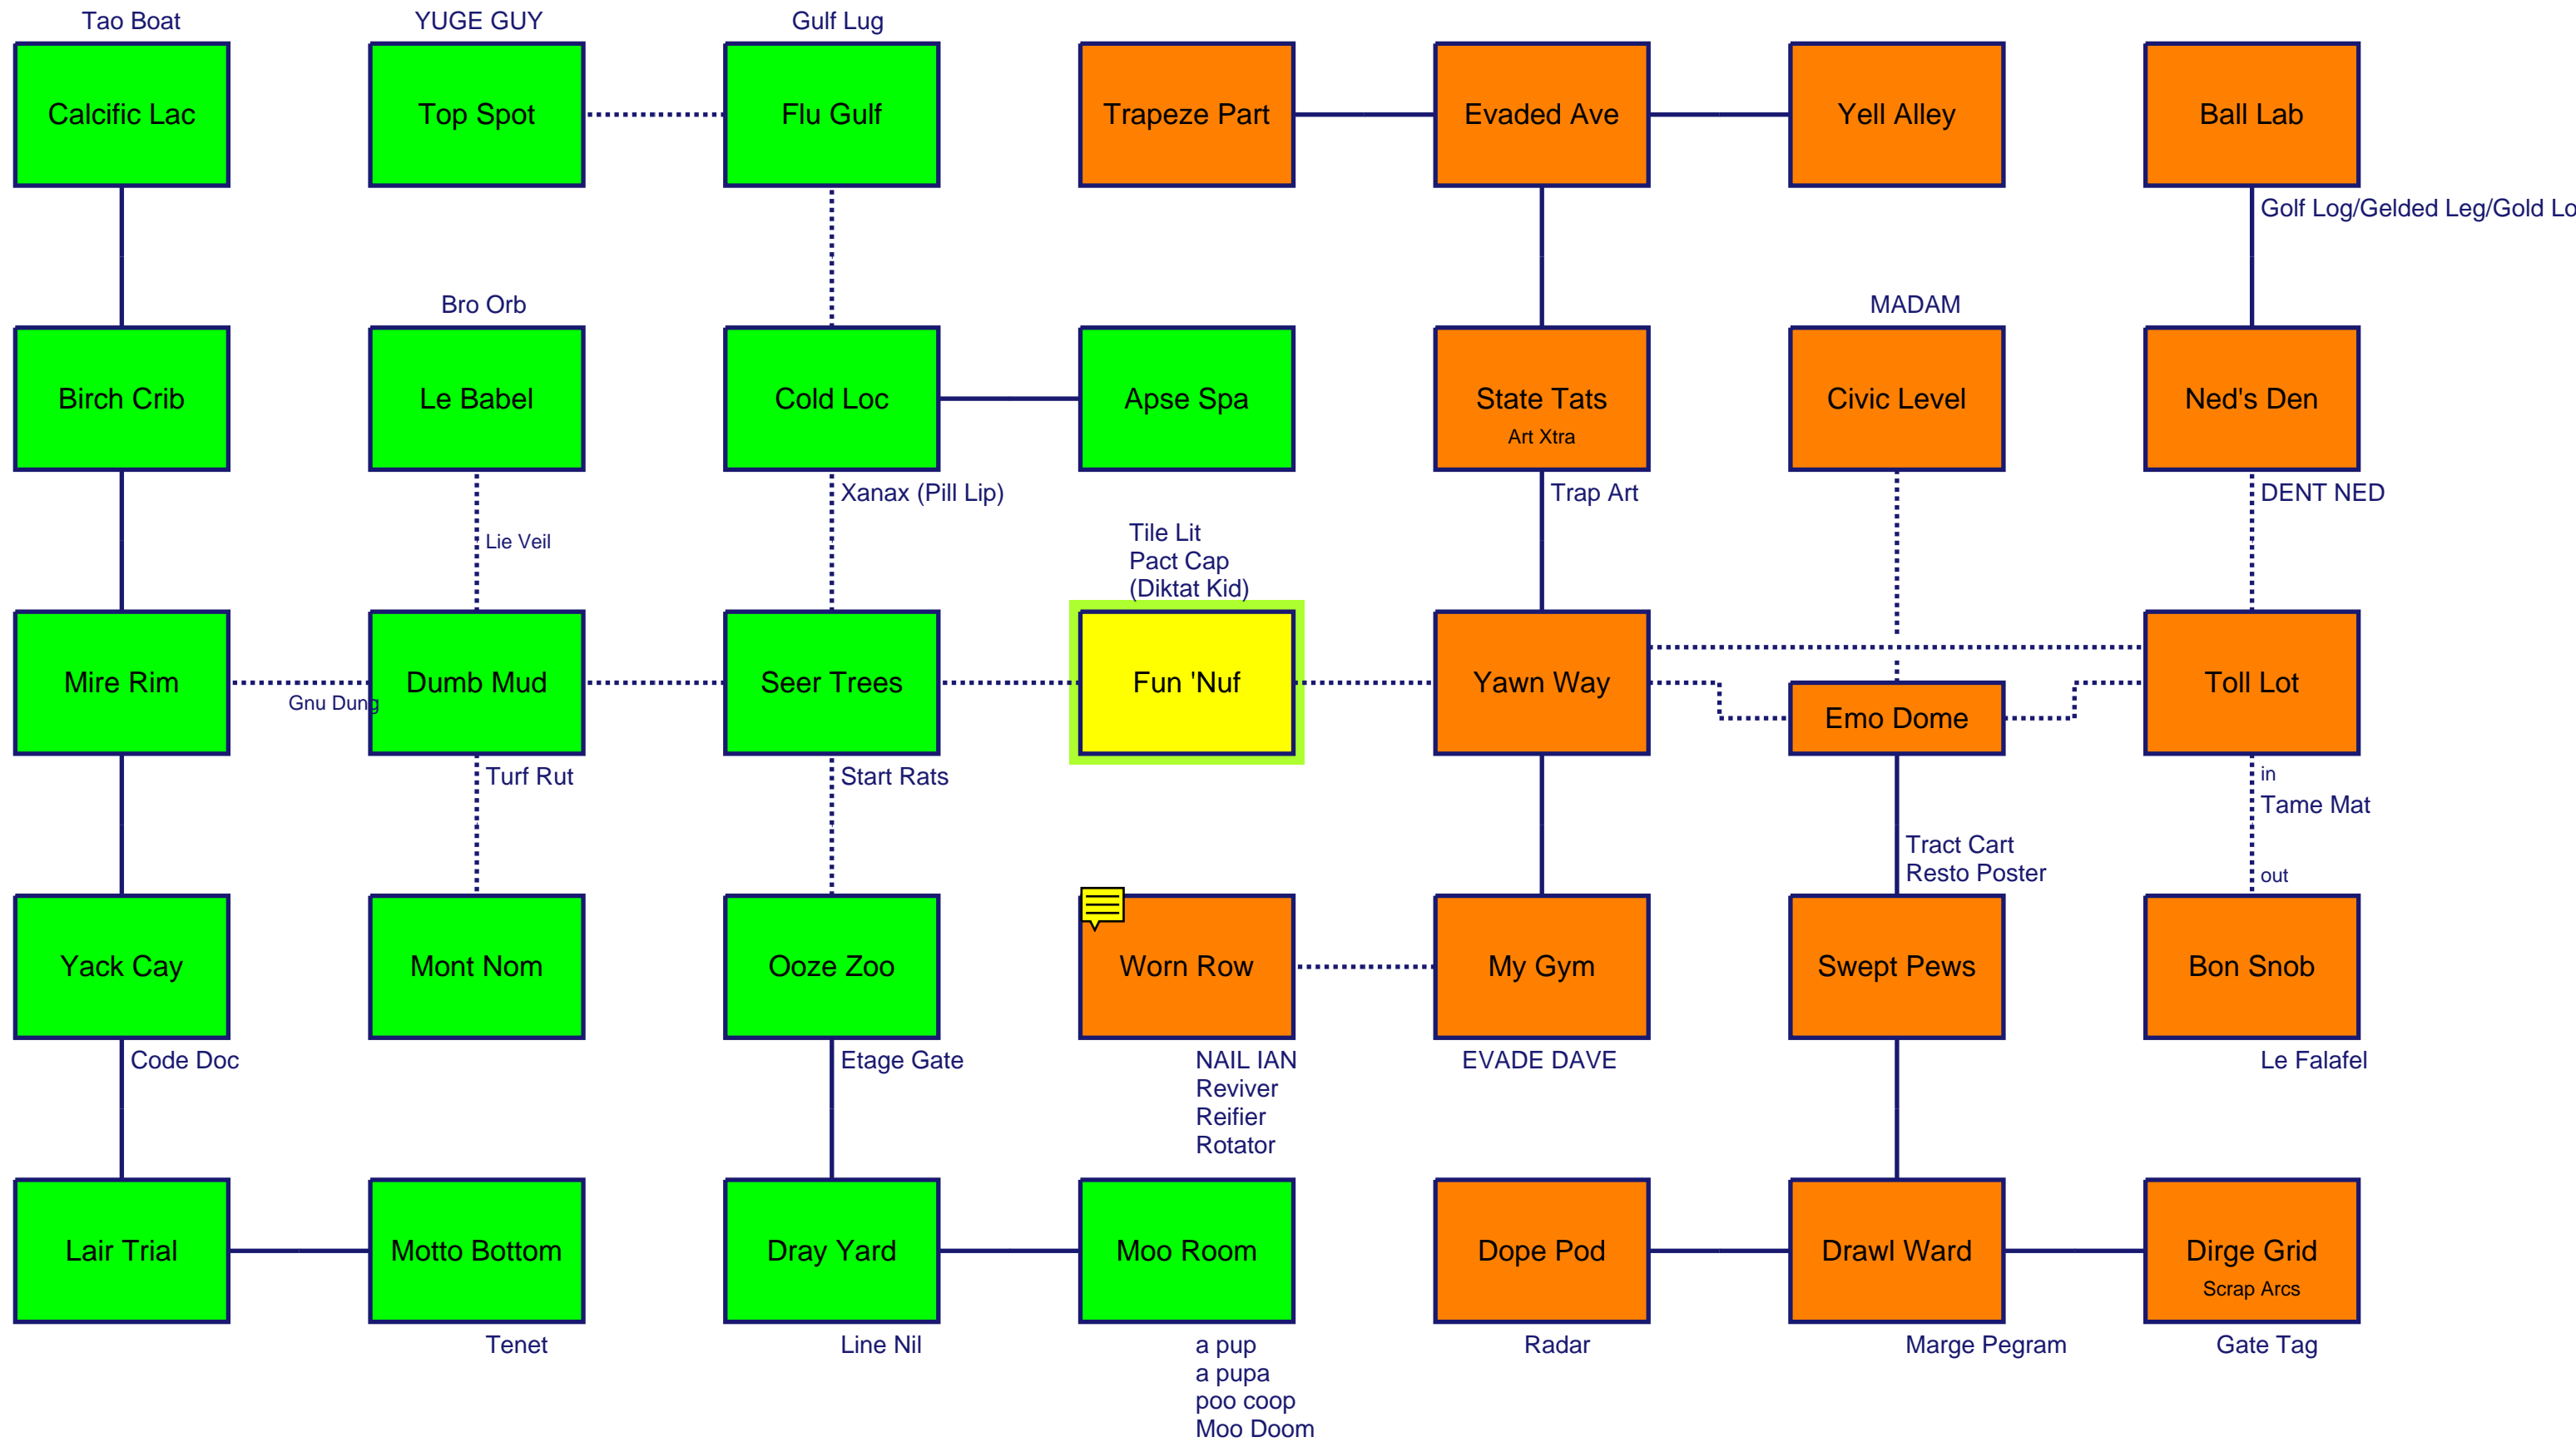 Tao Boat
YUGE GUY
Gulf Lug
Calcific Lac
Top Spot
Flu Gulf
Trapeze Part
Evaded Ave
Yell Alley
Ball Lab
Golf Log/Gelded Leg/Gold Lo
Bro Orb
MADAM
Birch Crib
Le Babel
Cold Loc
Apse Spa
State Tats
Art Xtra
Civic Level
Ned's Den
Xanax (Pill Lip)
Trap Art
DENT NED
Lie Veil
Tile Lit
Pact Cap
(Diktat Kid)
Mire Rim
Gnu Dung
Dumb Mud
Seer Trees
Fun 'Nuf
Yawn Way
Emo Dome
Toll Lot
Turf Rut
Start Rats
in
Tame Mat
Tract Cart
Resto Poster
out
Yack Cay
Mont Nom
Ooze Zoo
Worn Row
My Gym
Swept Pews
Bon Snob
Code Doc
Etage Gate
NAIL IAN
Reviver
Reifier
Rotator
EVADE DAVE
Le Falafel
Lair Trial
Motto Bottom
Dray Yard
Moo Room
Dope Pod
Drawl Ward
Dirge Grid
Scrap Arcs
Tenet
Line Nil
a pup
a pupa
poo coop
Moo Doom
Radar
Marge Pegram
Gate Tag